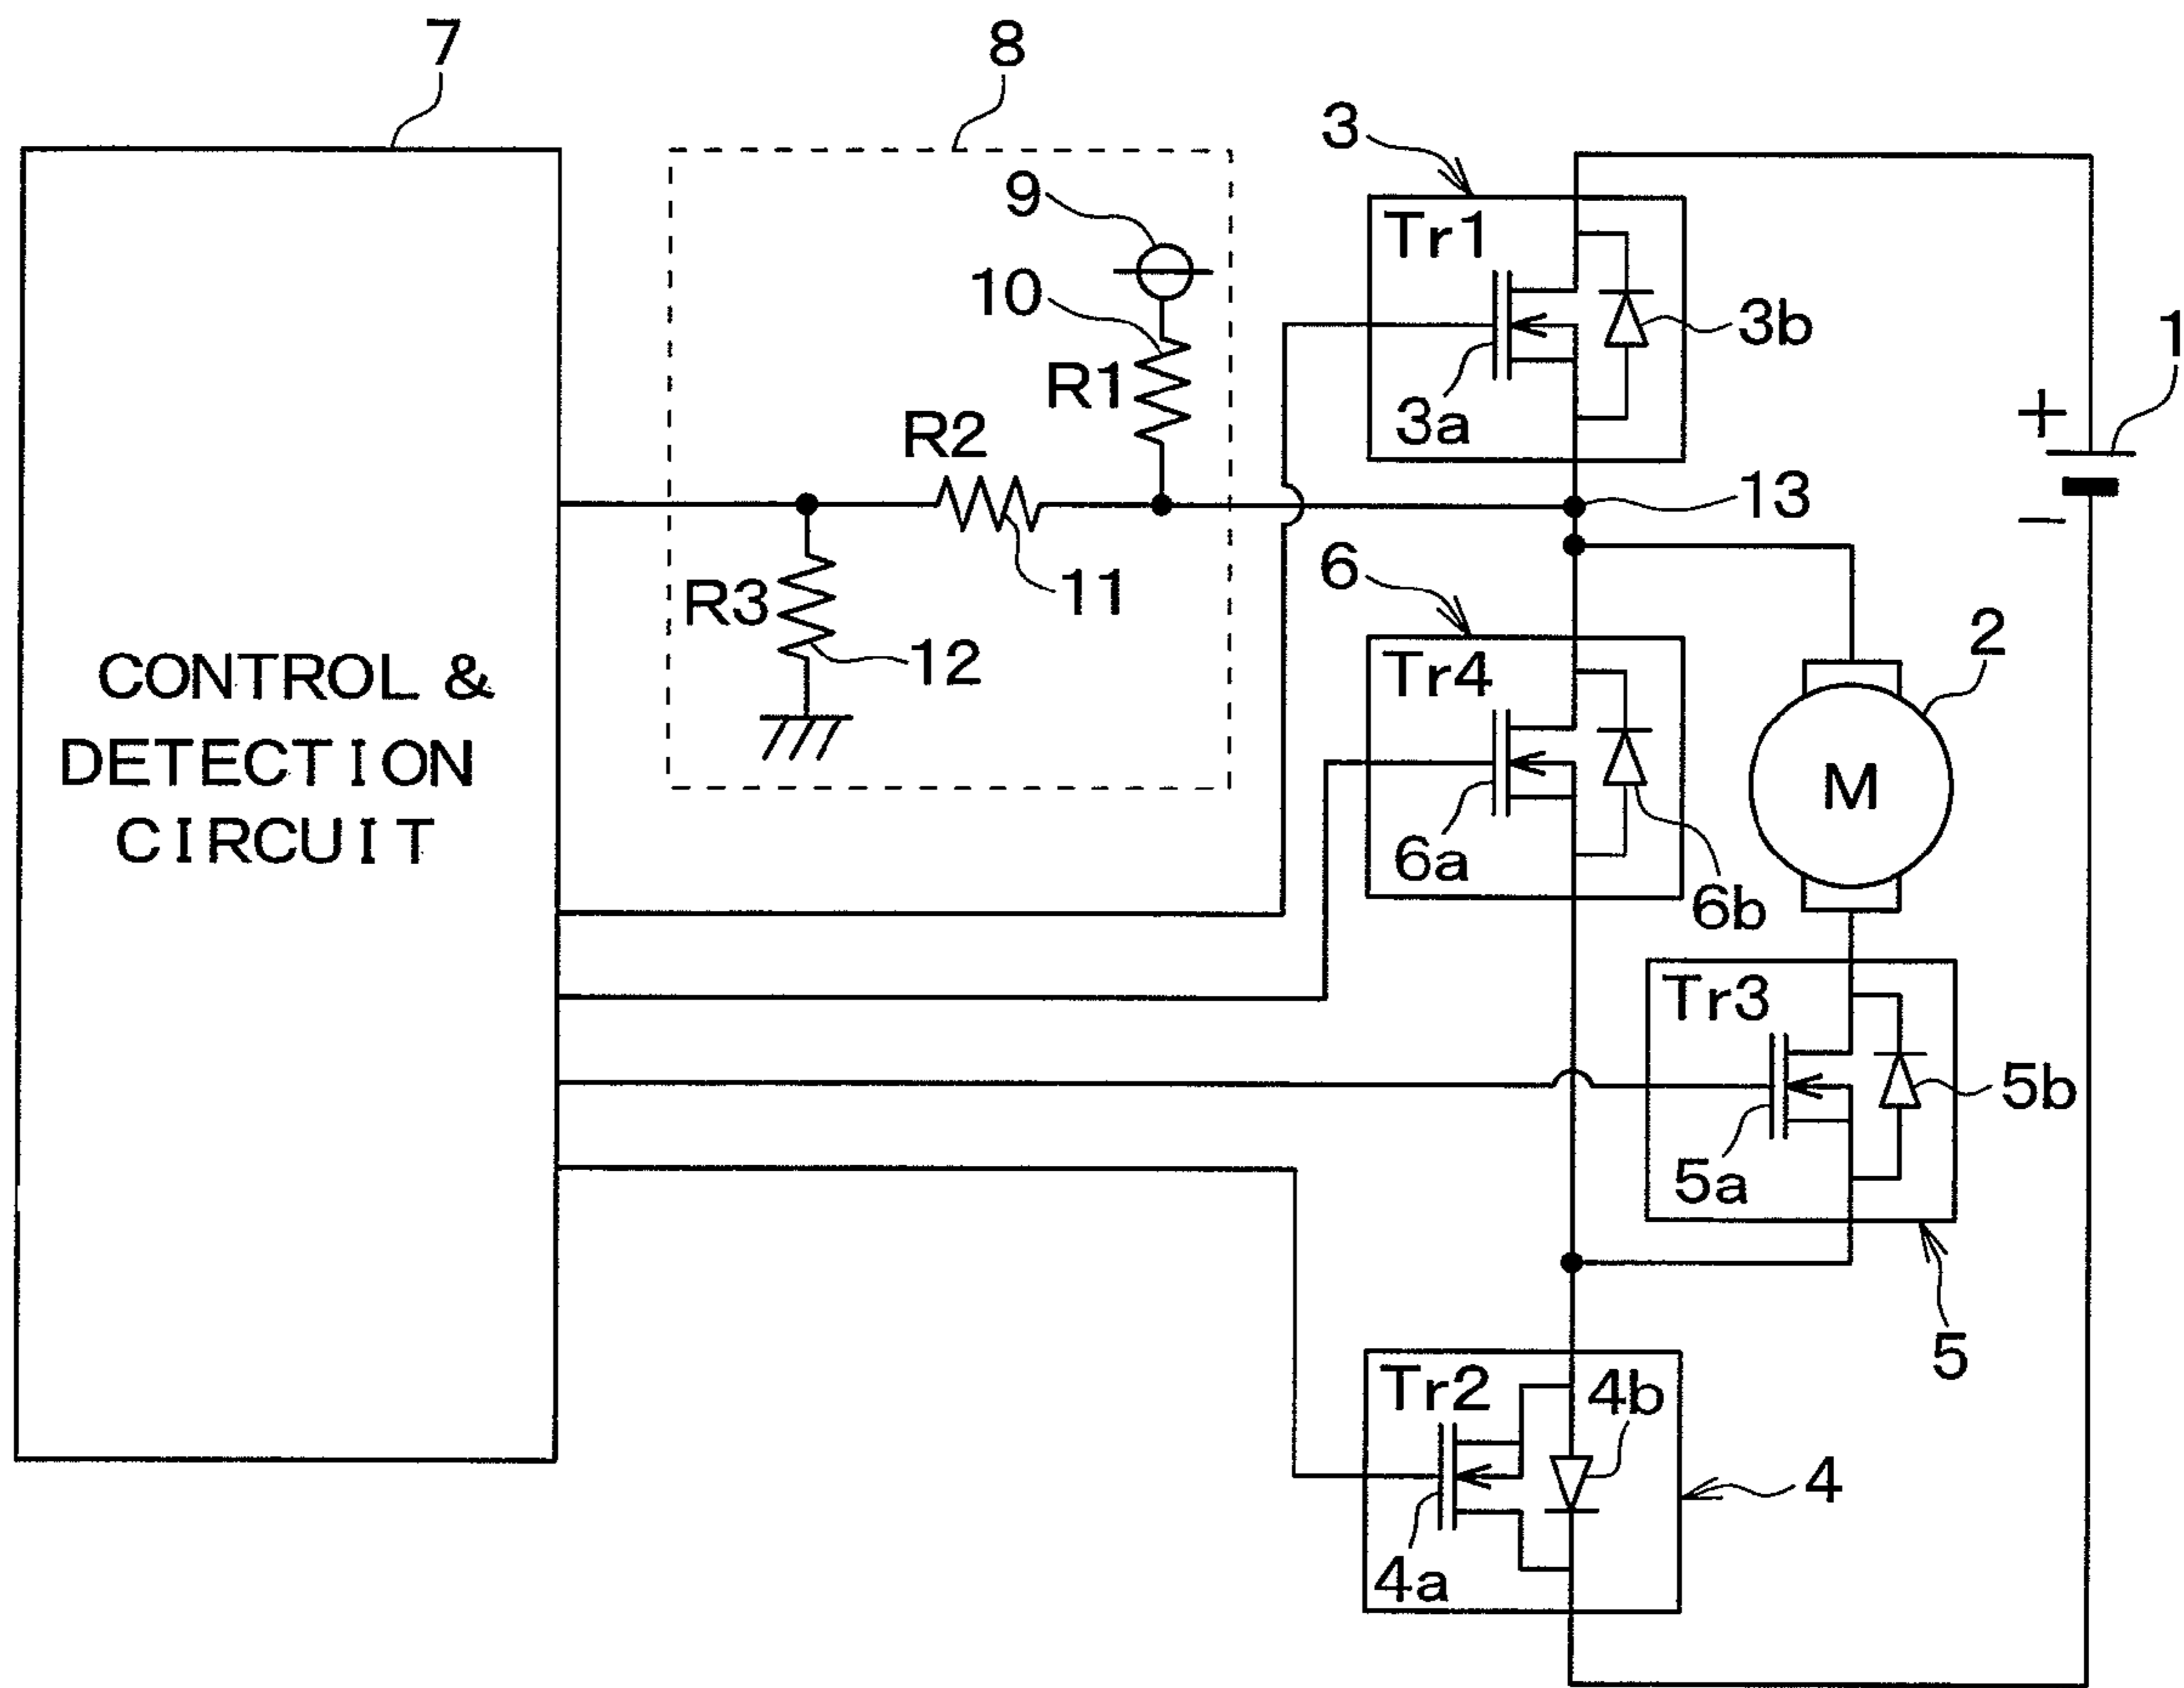 7
8
3
9
Tr1
10
3b
1
R1
3a
+
R2
13
−
6
11
R3
2
12
Tr4
CONTROL &
DETECTION
CIRCUIT
M
6a
6b
Tr3
5b
5a
5
Tr2
4b
4
4a